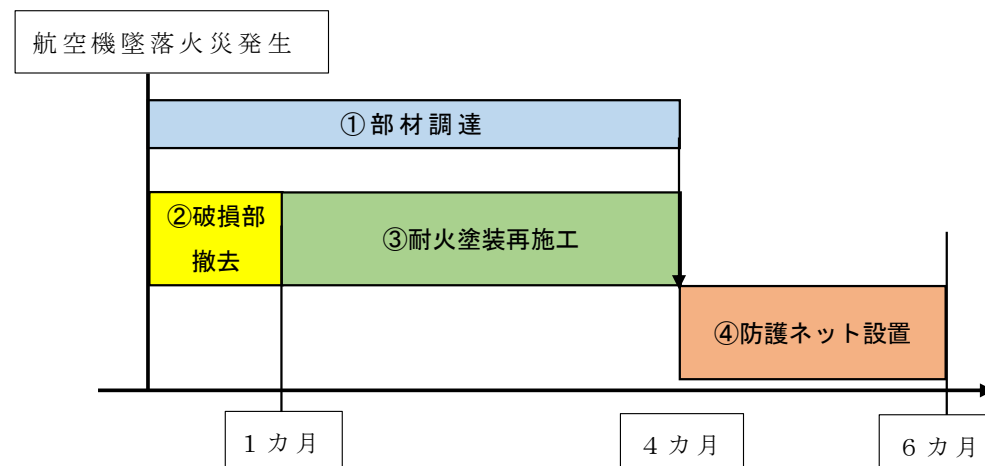 航空機墜落火災発生
①部材調達
②破損部
撤去
③耐火塗装再施工
④防護ネット設置
1カ月
4カ月
6カ月